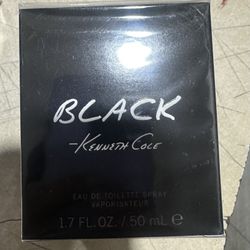 BLACK
-Kenneth Cole
EAU DE TOILETTE SPRAY
VAPORISATEUR
1.7 FL.OZ. / 50 ML e